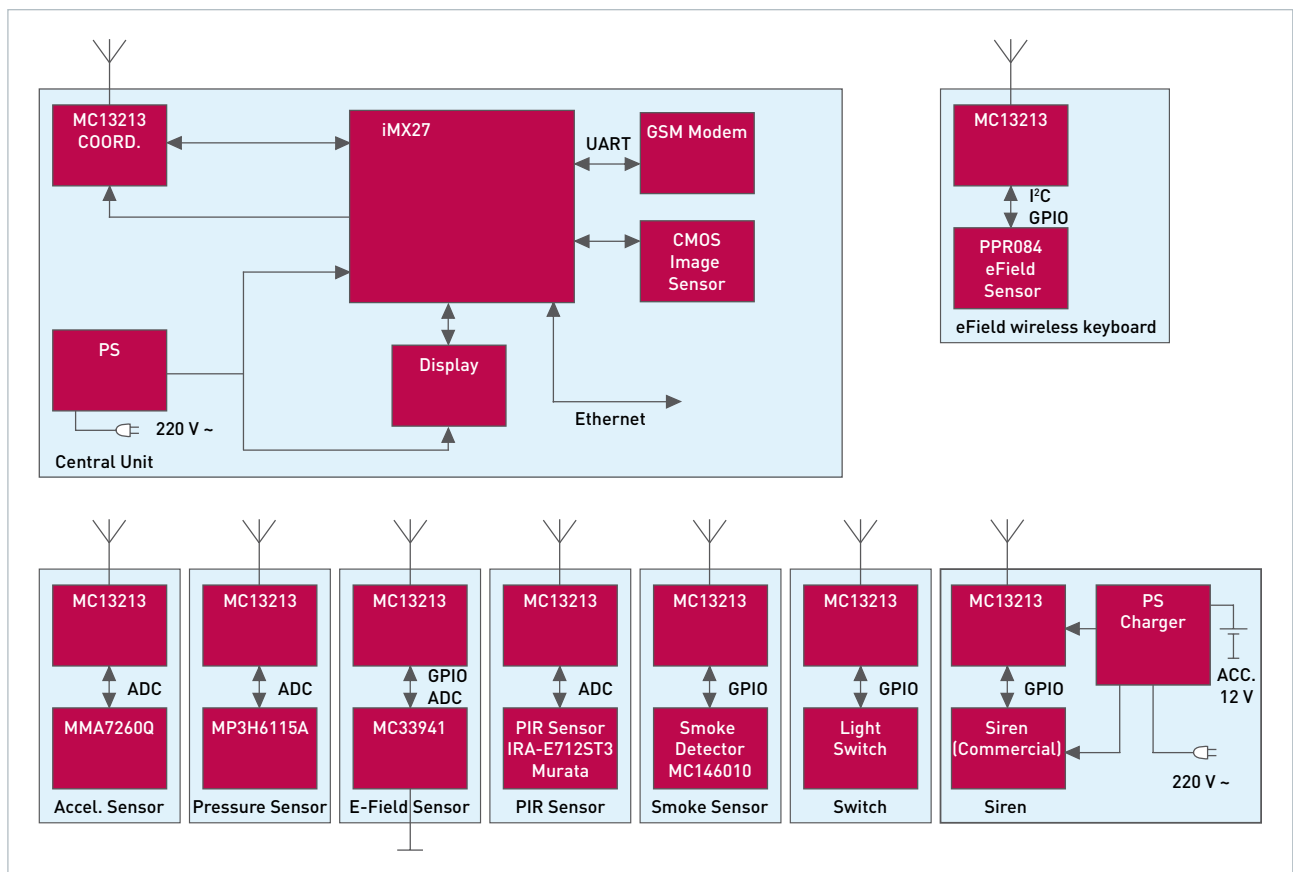 MC13213
COORD.
iMX27
UART
GSM Modem
CMOS
Image
Sensor
PS
220 V ~
Display
Ethernet
Central Unit
MC13213
I²C
GPIO
PPR084
eField
Sensor
eField wireless keyboard
MC13213
ADC
MMA7260Q
Accel. Sensor
MC13213
ADC
MP3H6115A
Pressure Sensor
MC13213
GPIO
ADC
MC33941
E-Field Sensor
MC13213
ADC
PIR Sensor
IRA-E712ST3
Murata
PIR Sensor
MC13213
GPIO
Smoke
Detector
MC146010
Smoke Sensor
MC13213
GPIO
Light
Switch
Switch
MC13213
GPIO
Siren
(Commercial)
PS
Charger
ACC.
12 V
220 V ~
Siren